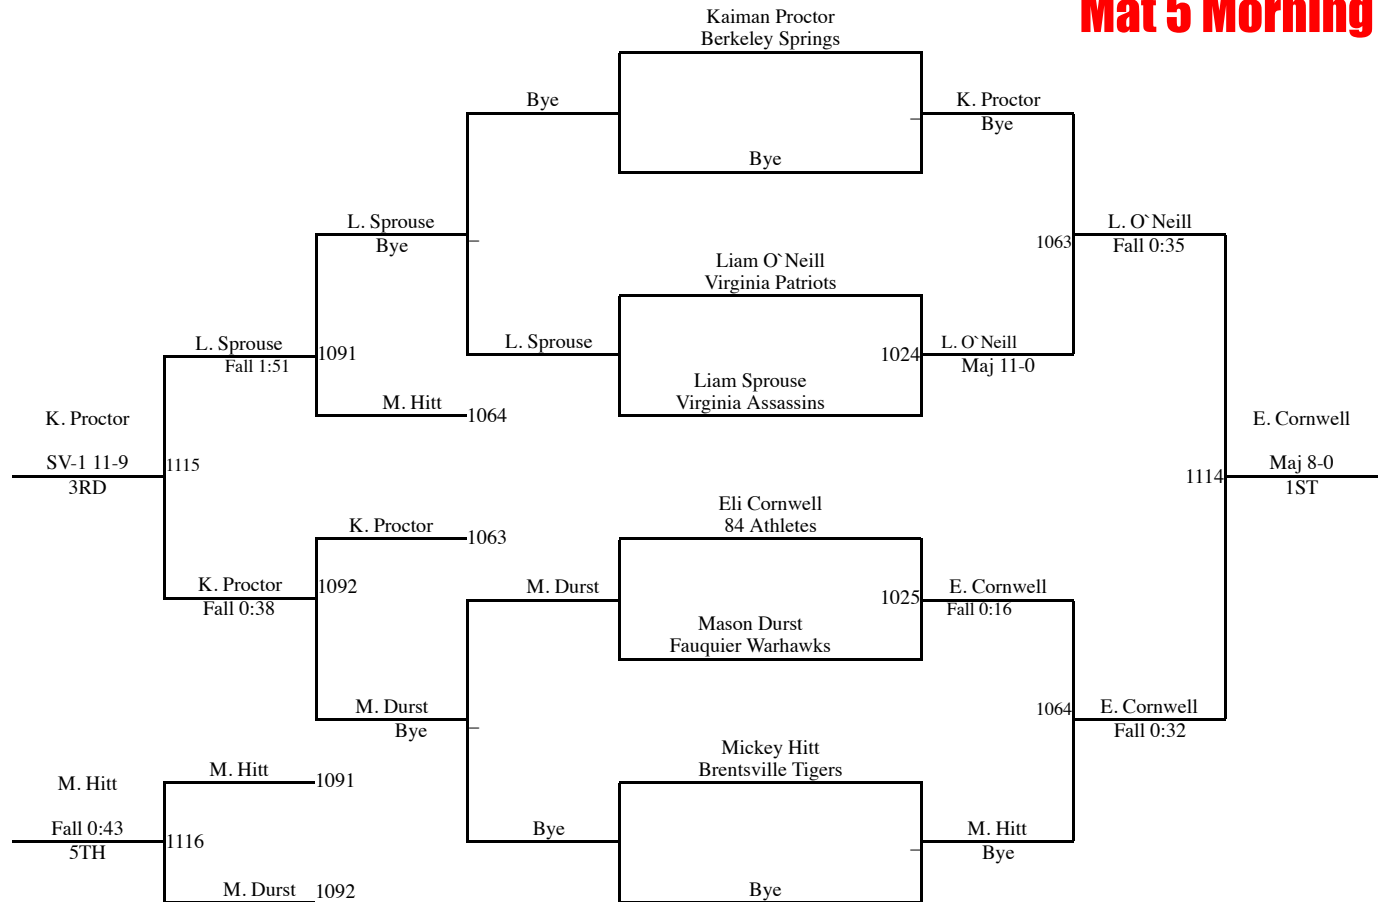 Mat 5 Morning
Kaiman Proctor
Berkeley Springs
Bye
K. Proctor
Bye
Bye
L. Sprouse
Bye
1063
L. O`Neill
Fall 0:35
Liam O`Neill
Virginia Patriots
L. Sprouse
Fall 1:51
1091
L. Sprouse
1024
L. O`Neill
Maj 11-0
Liam Sprouse
Virginia Assassins
M. Hitt
1064
K. Proctor
SV-1 11-9
3RD
1115
E. Cornwell
Maj 8-0
1ST
1114
Eli Cornwell
84 Athletes
K. Proctor
1063
K. Proctor
Fall 0:38
1092
M. Durst
1025
E. Cornwell
Fall 0:16
Mason Durst
Fauquier Warhawks
M. Durst
Bye
1064
E. Cornwell
Fall 0:32
Mickey Hitt
Brentsville Tigers
M. Hitt
M. Hitt
1091
Fall 0:43
5TH
1116
Bye
M. Hitt
Bye
M. Durst
1092
Bye